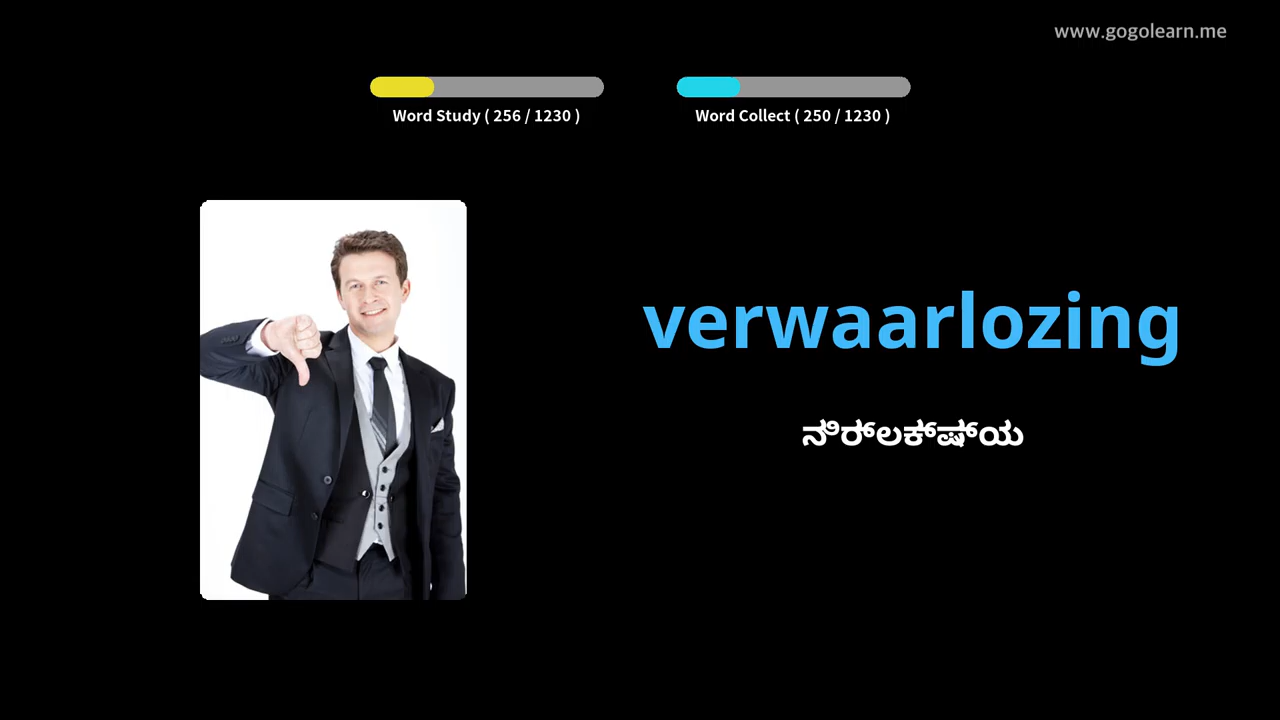 www.gogolearn.me
Word Study ( 256 / 1230 )
Word Collect ( 250 / 1230 )
verwaarlozing
ನಿರ್ಲಕ್ಷ್ಯ